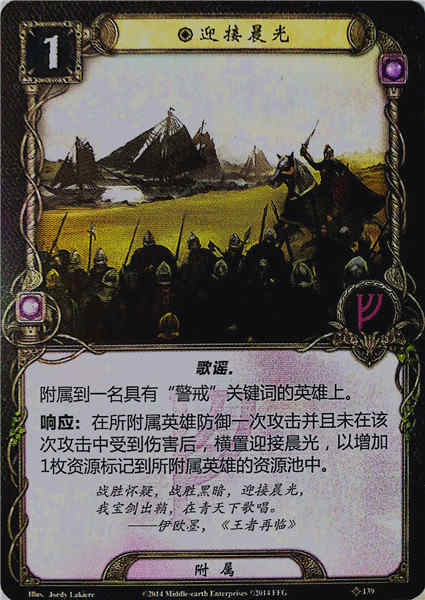 1
迎接晨光
歌谣.
附属到一名具有“警戒”关键词的英雄上。
响应：在所附属英雄防御一次攻击并且未在该
次攻击中受到伤害后，横置迎接晨光，以增加
1枚资源标记到所附属英雄的资源池中。
战胜怀疑，战胜黑暗，迎接晨光，
我宝剑出鞘，在青天下歌唱。
——伊欧墨，《王者再临》
附属
Illus. Jordy Lakiere ©2014 Middle-earth Enterprises ©2014 FFG 139